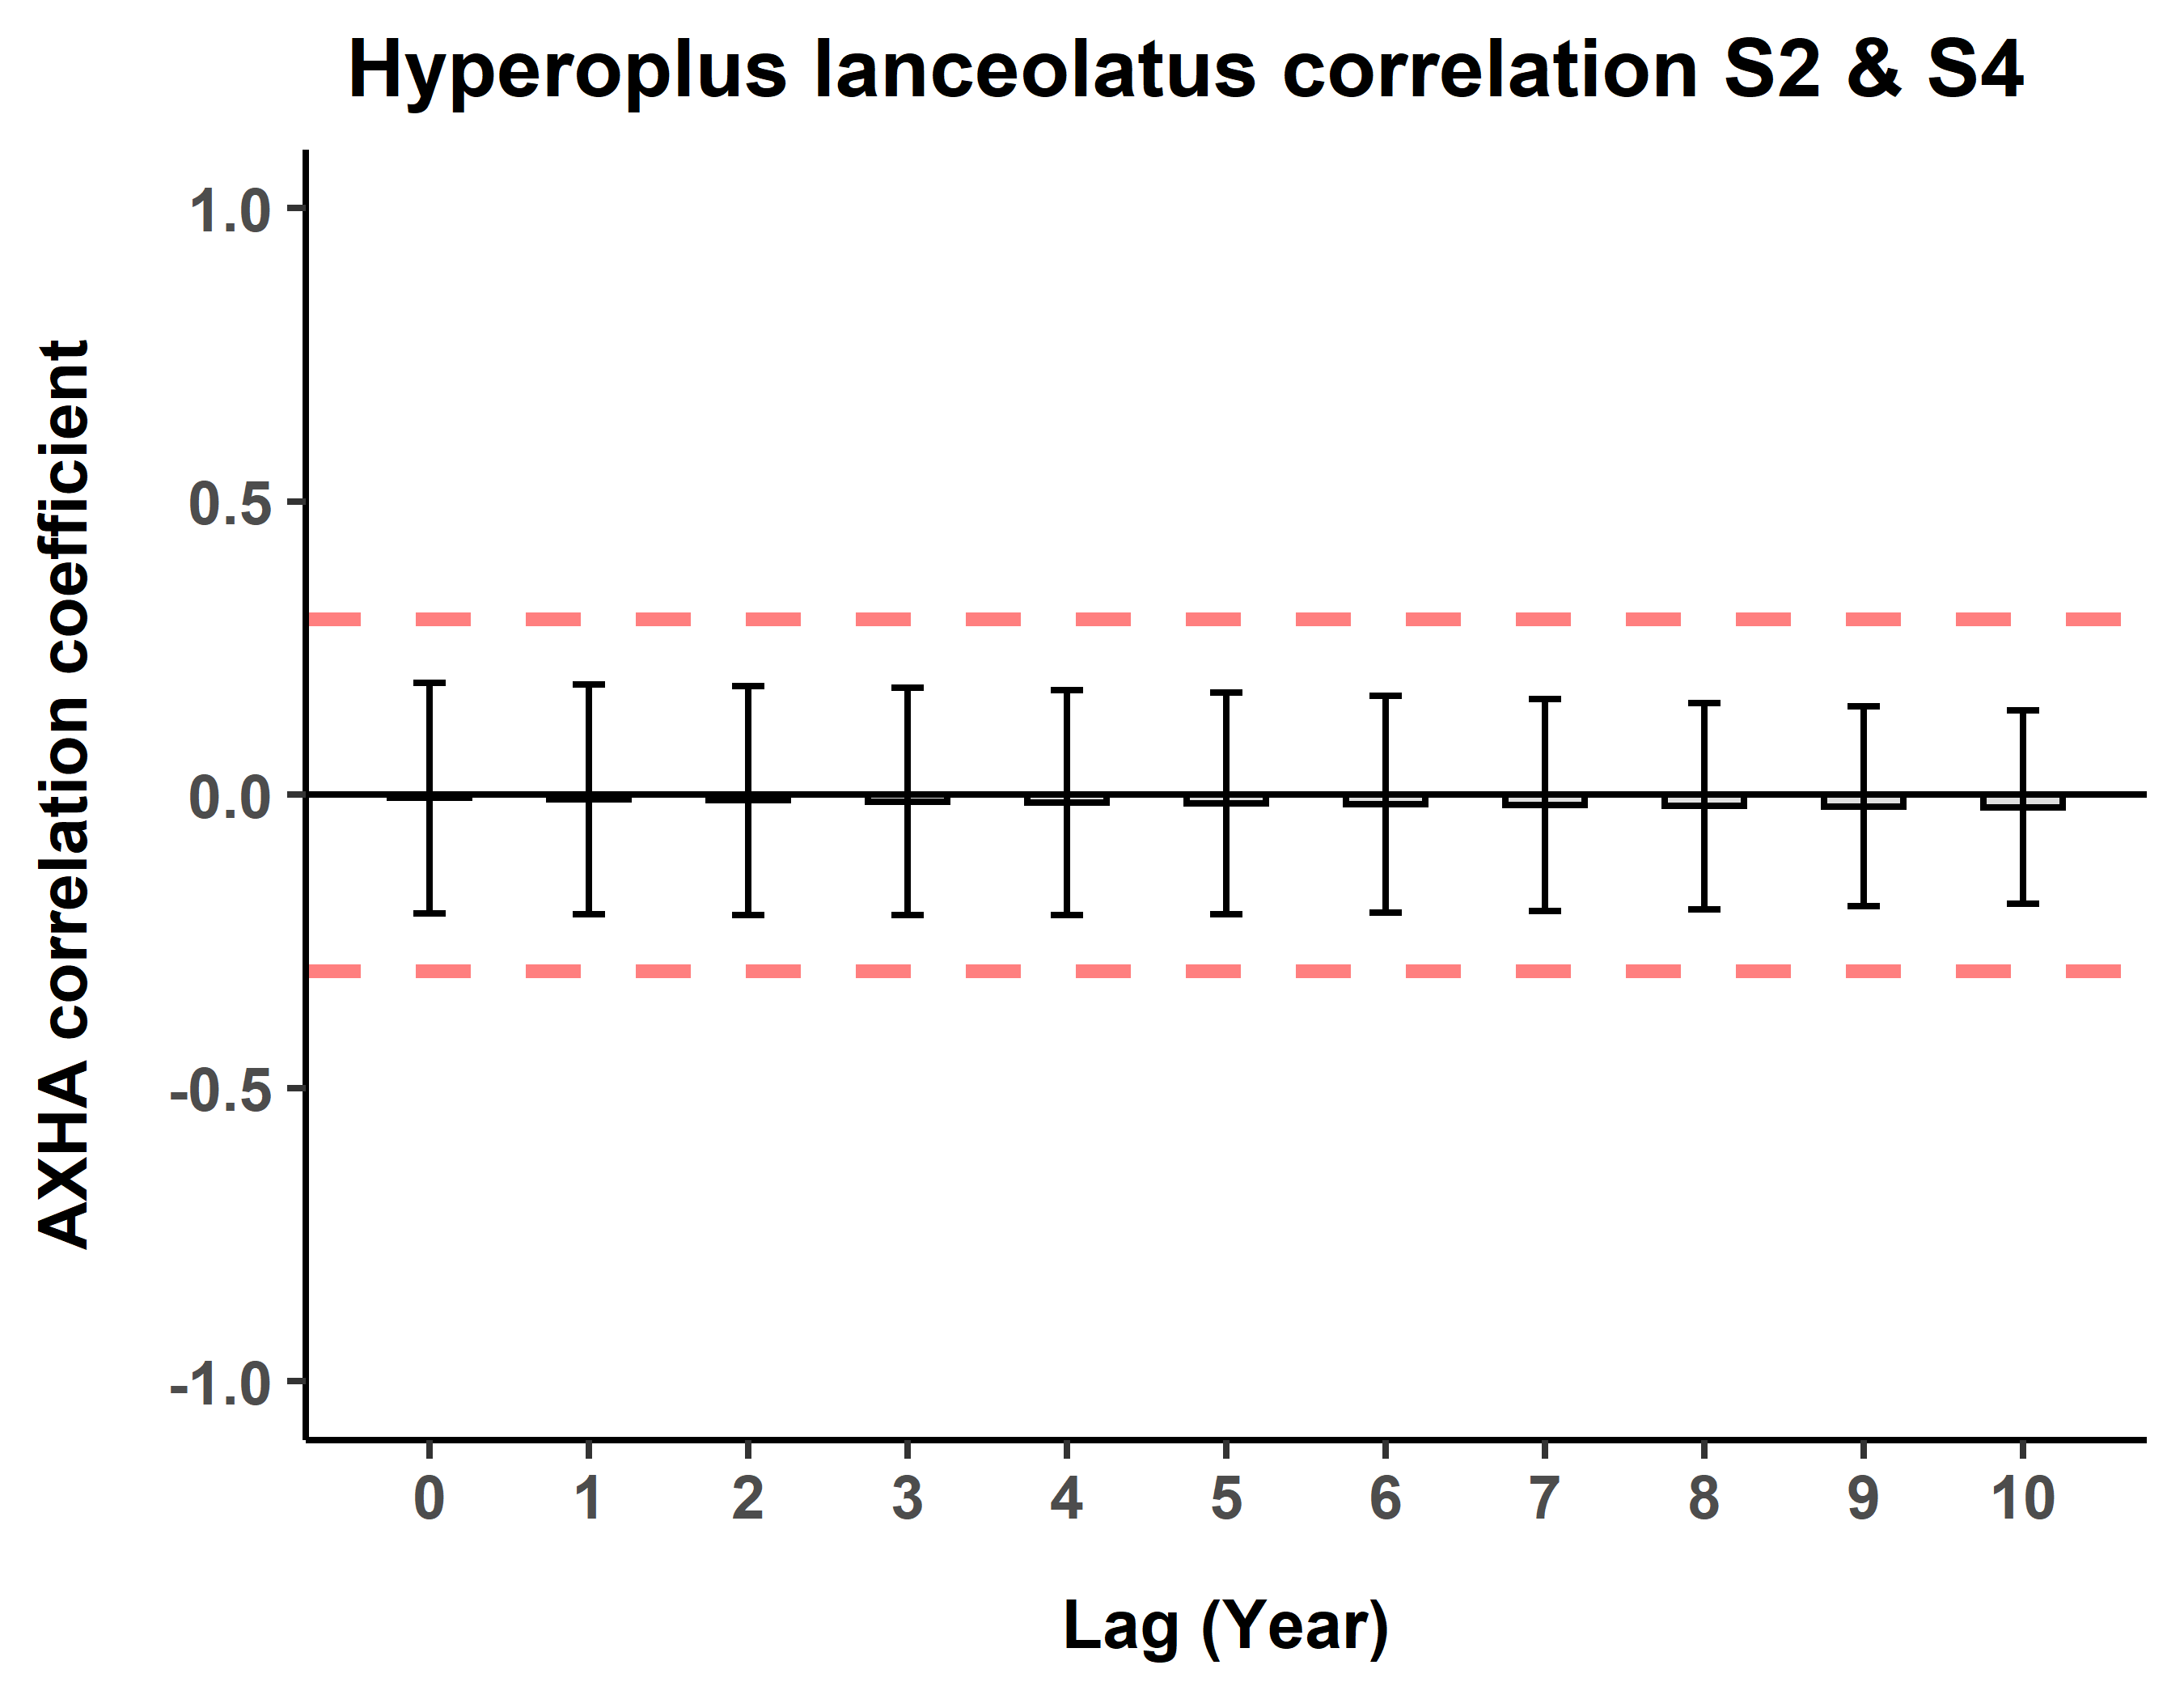 Hyperoplus lanceolatus correlation S2 & S4
AXHA correlation coefficient
1.0
0.5
0.0
-0.5
-1.0
0 1 2 3 4 5 6 7 8 9 10
Lag (Year)